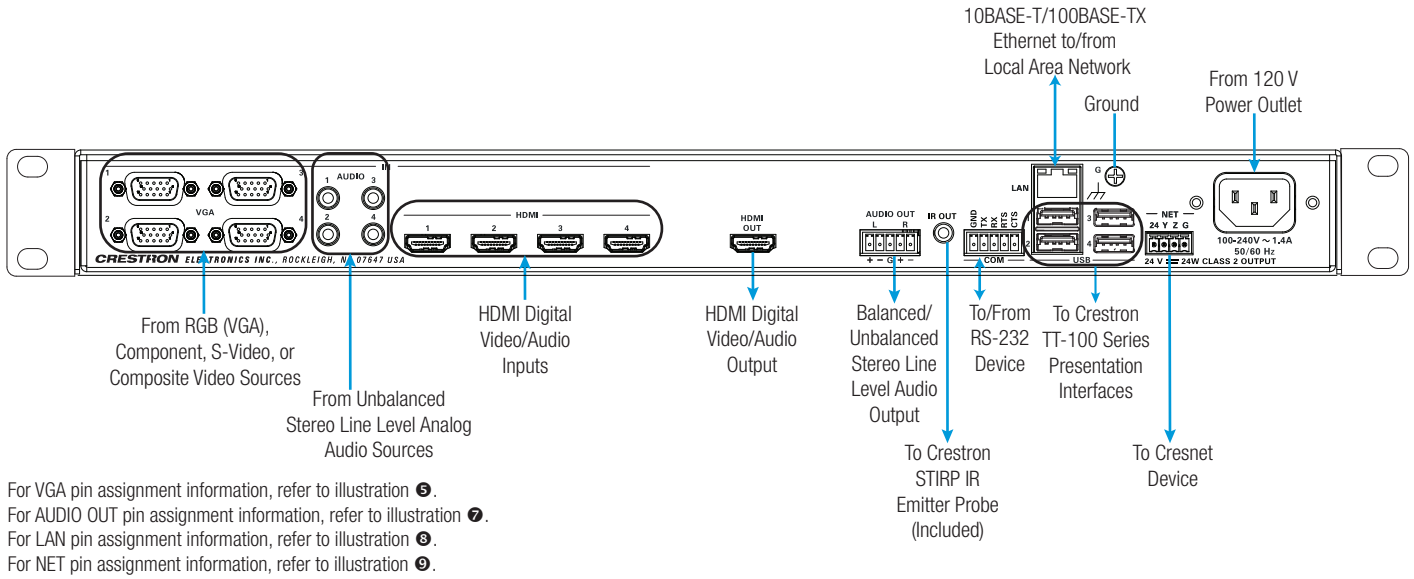 10BASE-T/100BASE-TX
Ethernet to/from
Local Area Network
From 120 V
Power Outlet
Ground
IN
1
3
AUDIO
1
3
G
LAN
VGA
HDMI
HDMI
OUT
AUDIO OUT
L R
IR OUT
GND
TX
RX
RTS
CTS
3
NET
24 Y Z G
2
4
2
4
1
2
3
4
2
4
100-240V ~ 1.4A
50/60 Hz
+ - G + -
COM
USB
24 V 24W CLASS 2 OUTPUT
CRESTRON ELECTRONICS INC., ROCKLEIGH, NJ 07647 USA
From RGB (VGA),
Component, S-Video, or
Composite Video Sources
From Unbalanced
Stereo Line Level Analog
Audio Sources
HDMI Digital
Video/Audio
Inputs
HDMI Digital
Video/Audio
Output
Balanced/
Unbalanced
Stereo Line
Level Audio
Output
To Crestron
STIRP IR
Emitter Probe
(Included)
To/From
RS-232
Device
To Crestron
TT-100 Series
Presentation
Interfaces
To Cresnet
Device
For VGA pin assignment information, refer to illustration ❺.
For AUDIO OUT pin assignment information, refer to illustration ❼.
For LAN pin assignment information, refer to illustration ❽.
For NET pin assignment information, refer to illustration ❾.